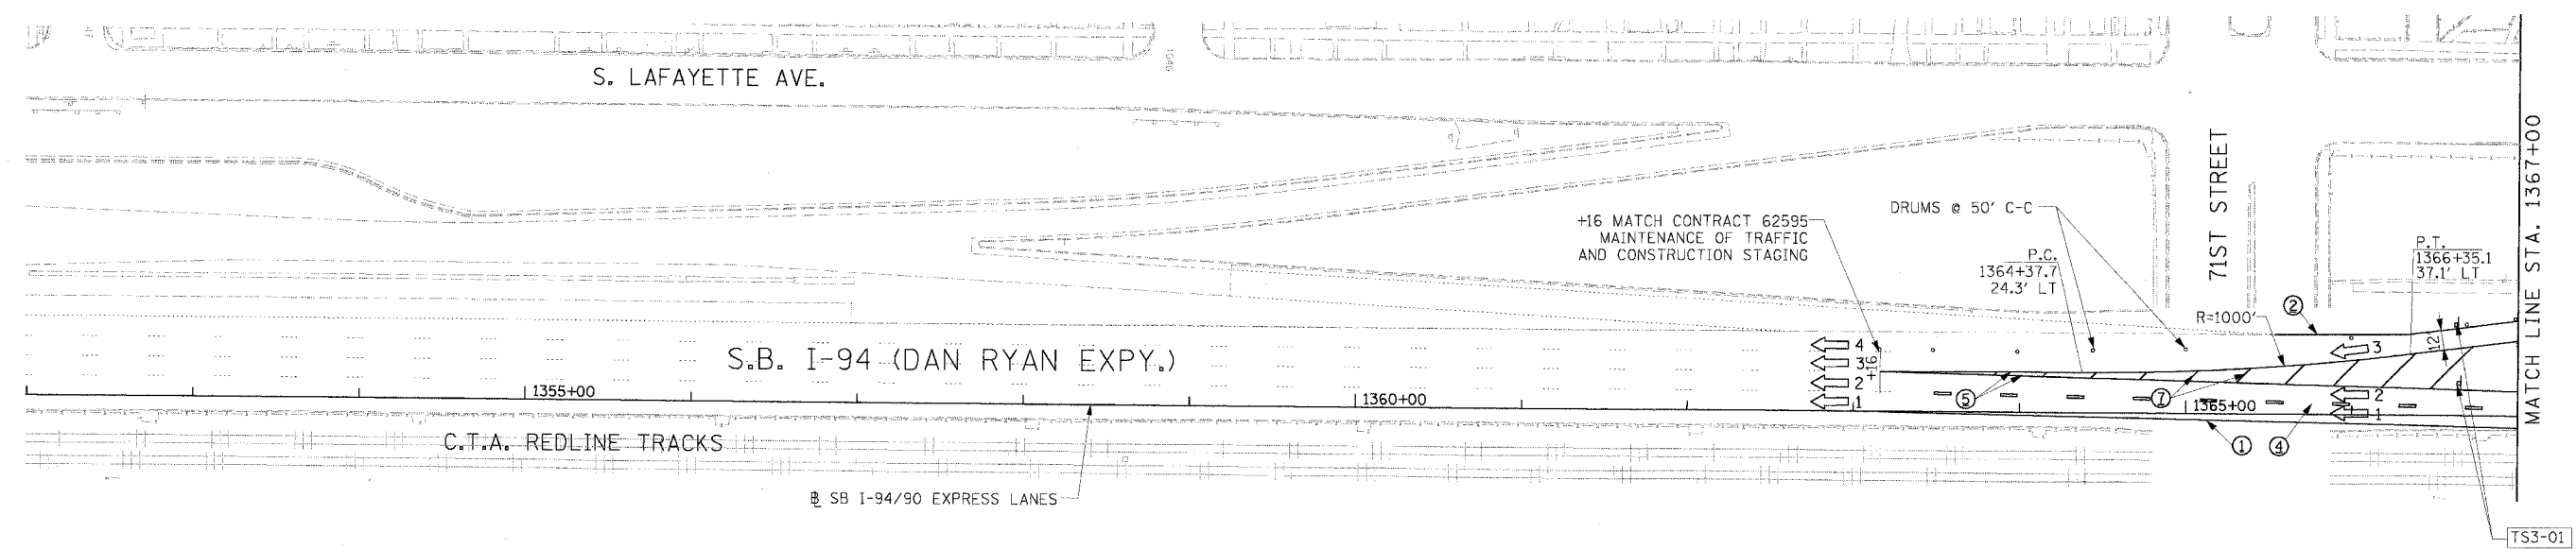 S. LAFAYETTE AVE.
71ST STREET
MATCH LINE STA. 1367+00
+16 MATCH CONTRACT 62595
MAINTENANCE OF TRAFFIC
AND CONSTRUCTION STAGING
DRUMS @ 50' C-C
P.C.
1364+37.7
24.3' LT
P.T.
1366+35.1
37.1' LT
R=1000'
2
12'
3
S.B. I-94 (DAN RYAN EXPY.)
4
3
2
1
+16
5
7
2
1
1355+00
1360+00
1365+00
1
4
C.T.A. REDLINE TRACKS
℄ SB I-94/90 EXPRESS LANES
TS3-01